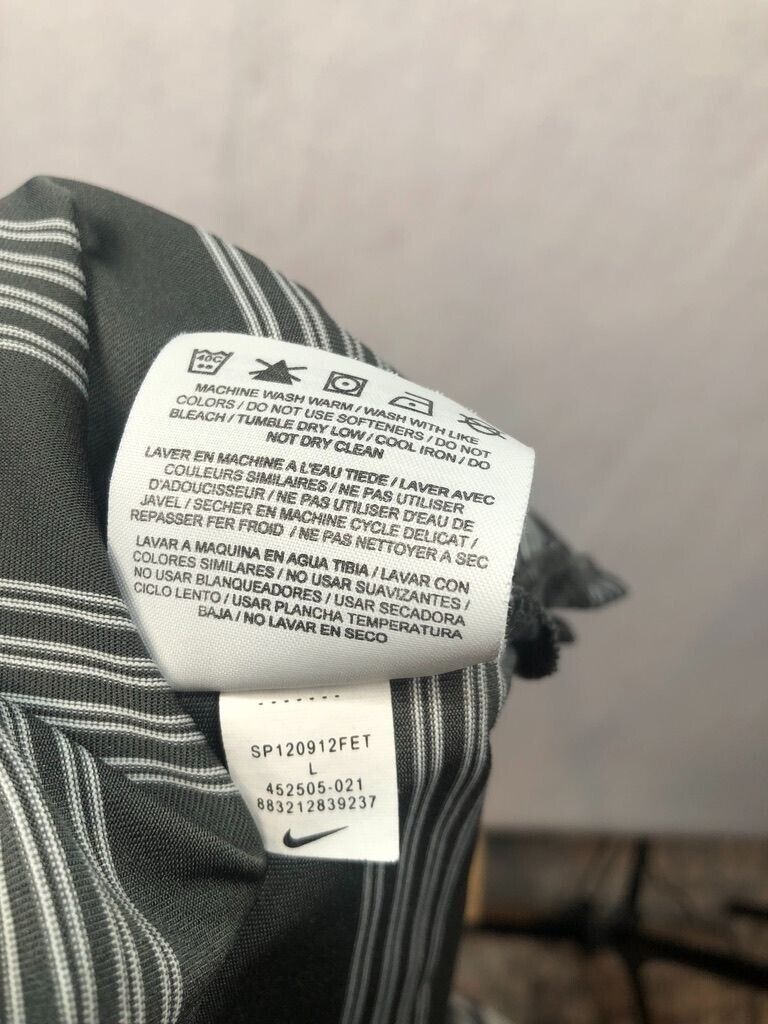 40C
MACHINE WASH WARM / WASH WITH LIKE
COLORS / DO NOT USE SOFTENERS / DO NOT
BLEACH / TUMBLE DRY LOW / COOL IRON / DO
NOT DRY CLEAN
LAVER EN MACHINE A L'EAU TIEDE / LAVER AVEC
COULEURS SIMILAIRES / NE PAS UTILISER
D'ADOUCISSEUR / NE PAS UTILISER D'EAU DE
JAVEL / SECHER EN MACHINE CYCLE DELICAT /
REPASSER FER FROID / NE PAS NETTOYER A SEC
LAVAR A MAQUINA EN AGUA TIBIA / LAVAR CON
COLORES SIMILARES / NO USAR SUAVIZANTES /
NO USAR BLANQUEADORES / USAR SECADORA
CICLO LENTO / USAR PLANCHA TEMPERATURA
BAJA / NO LAVAR EN SECO
SP120912FET
L
452505-021
883212839237